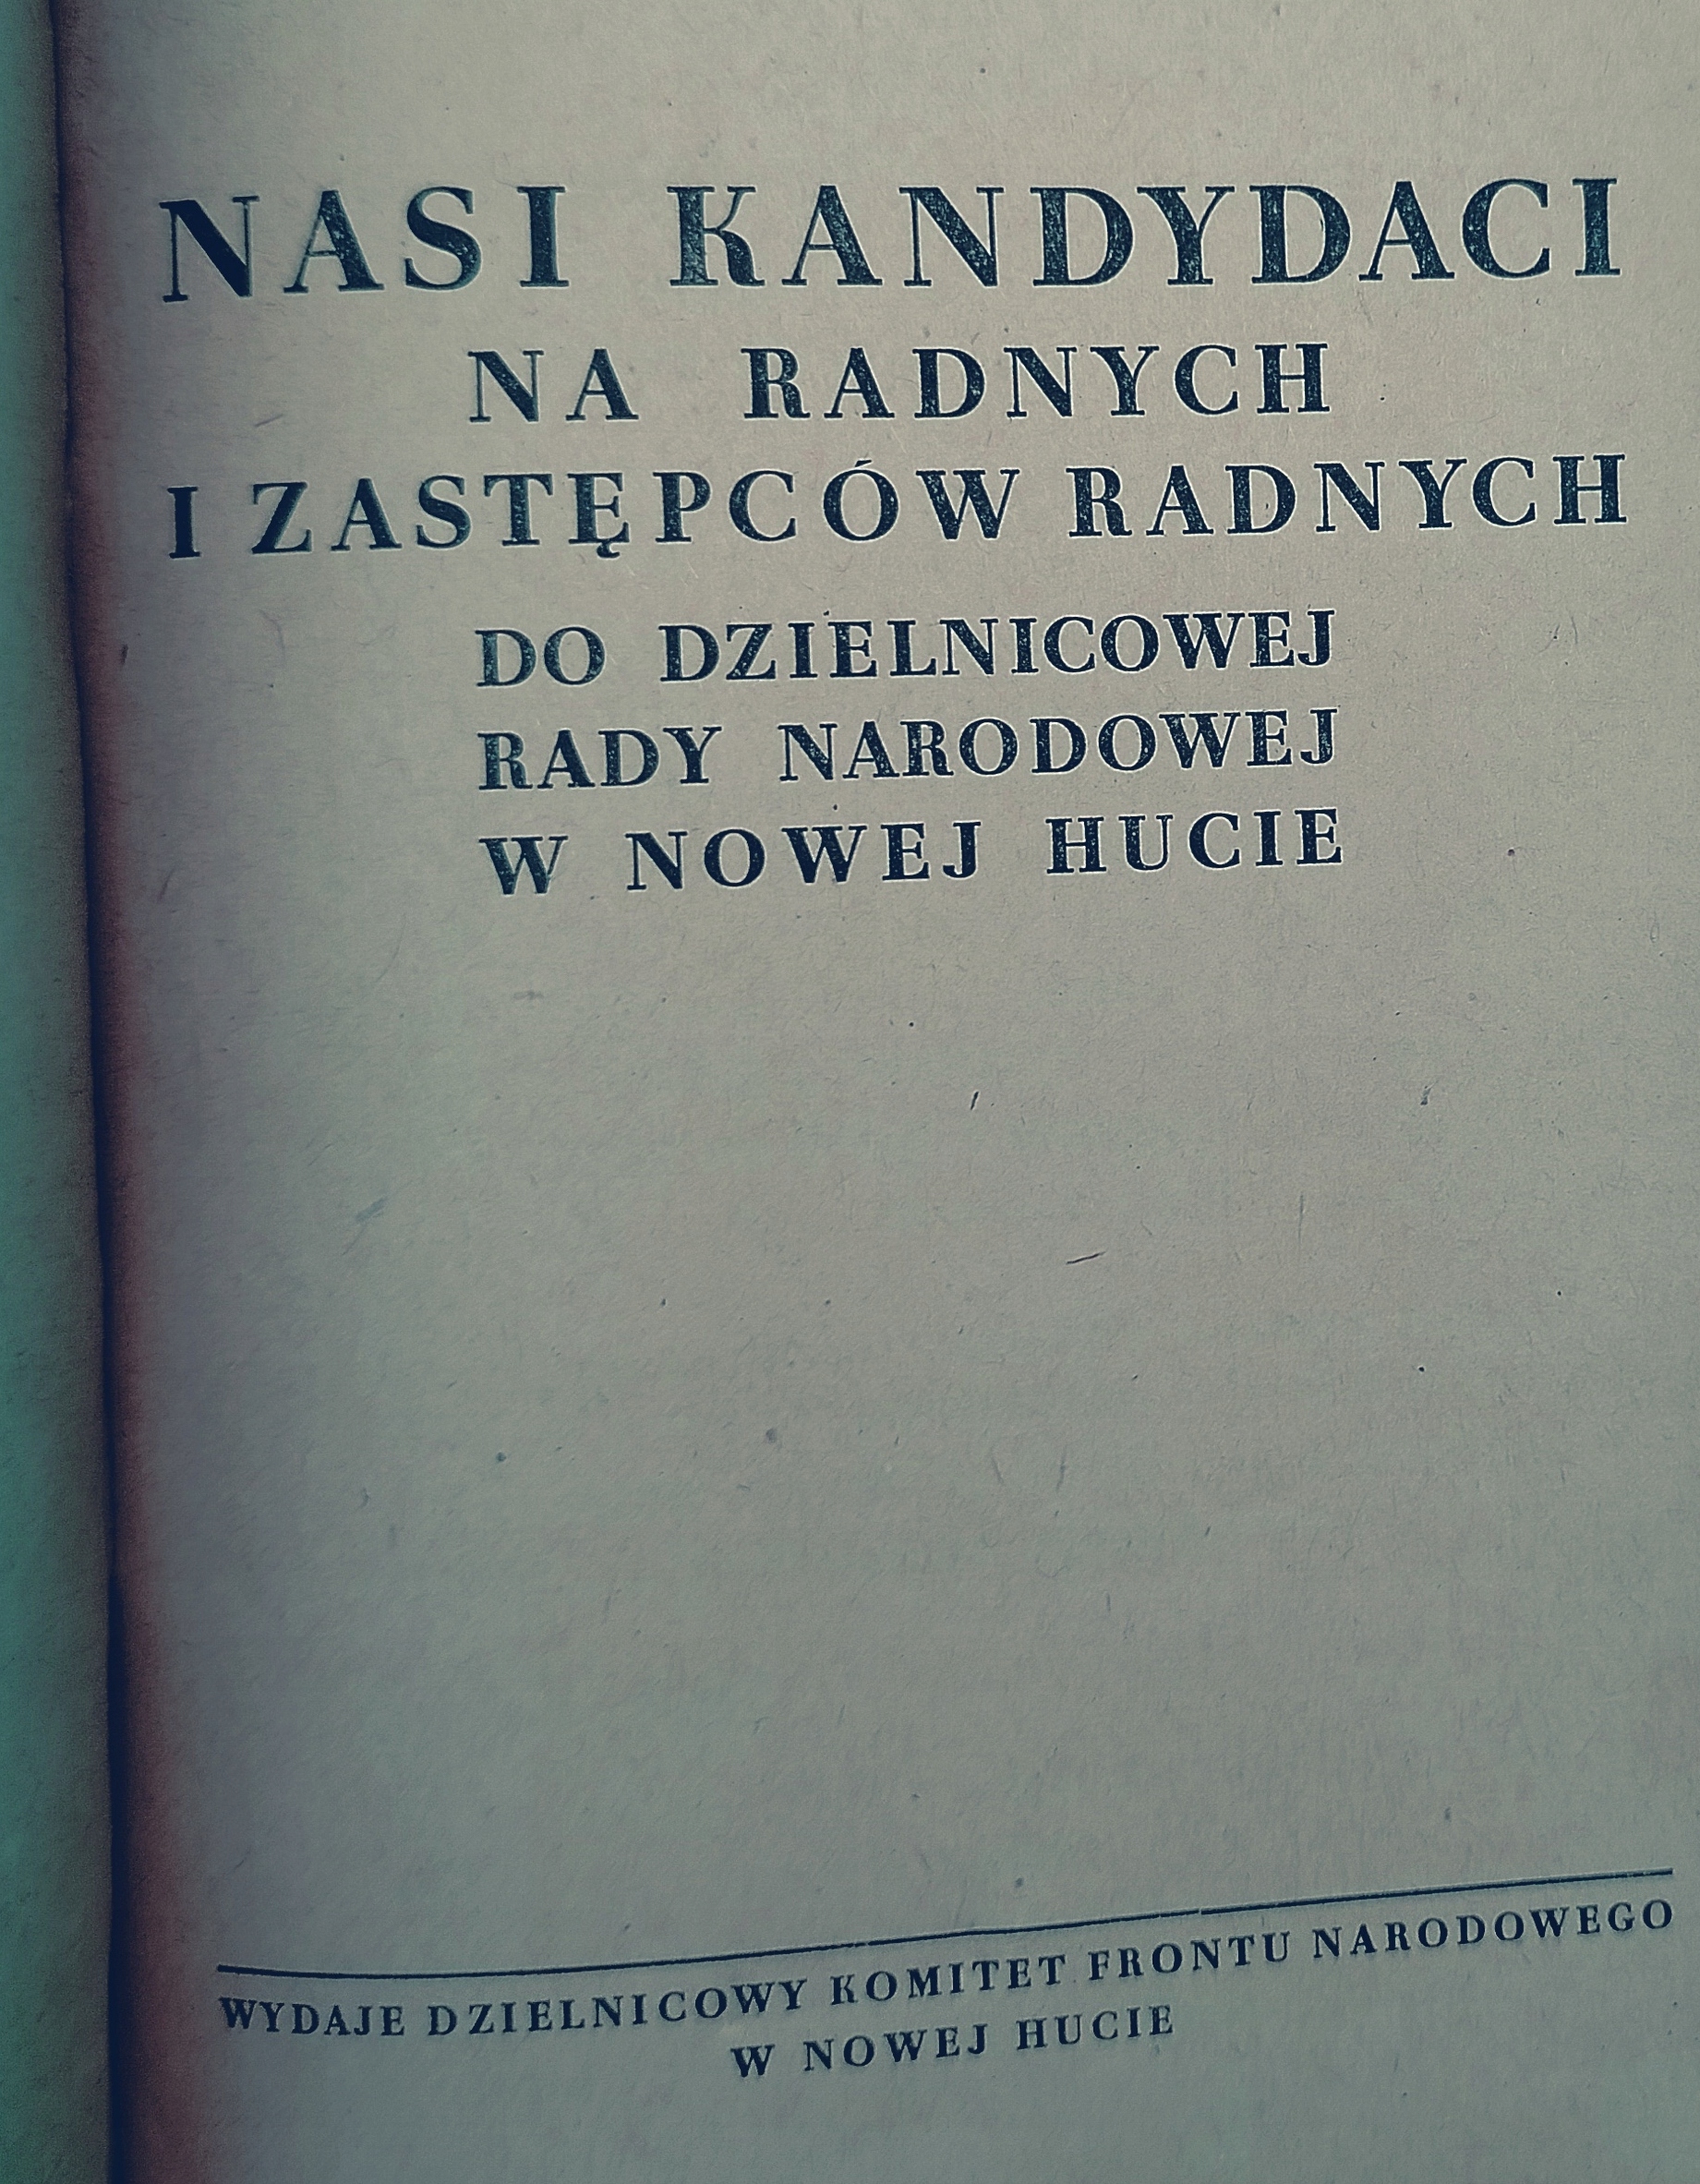 NASI KANDYDACI
NA RADNYCH
I ZASTĘPCÓW RADNYCH
DO DZIELNICOWEJ
RADY NARODOWEJ
W NOWEJ HUCIE
WYDAJE DZIELNICOWY KOMITET FRONTU NARODOWEGO
W NOWEJ HUCIE